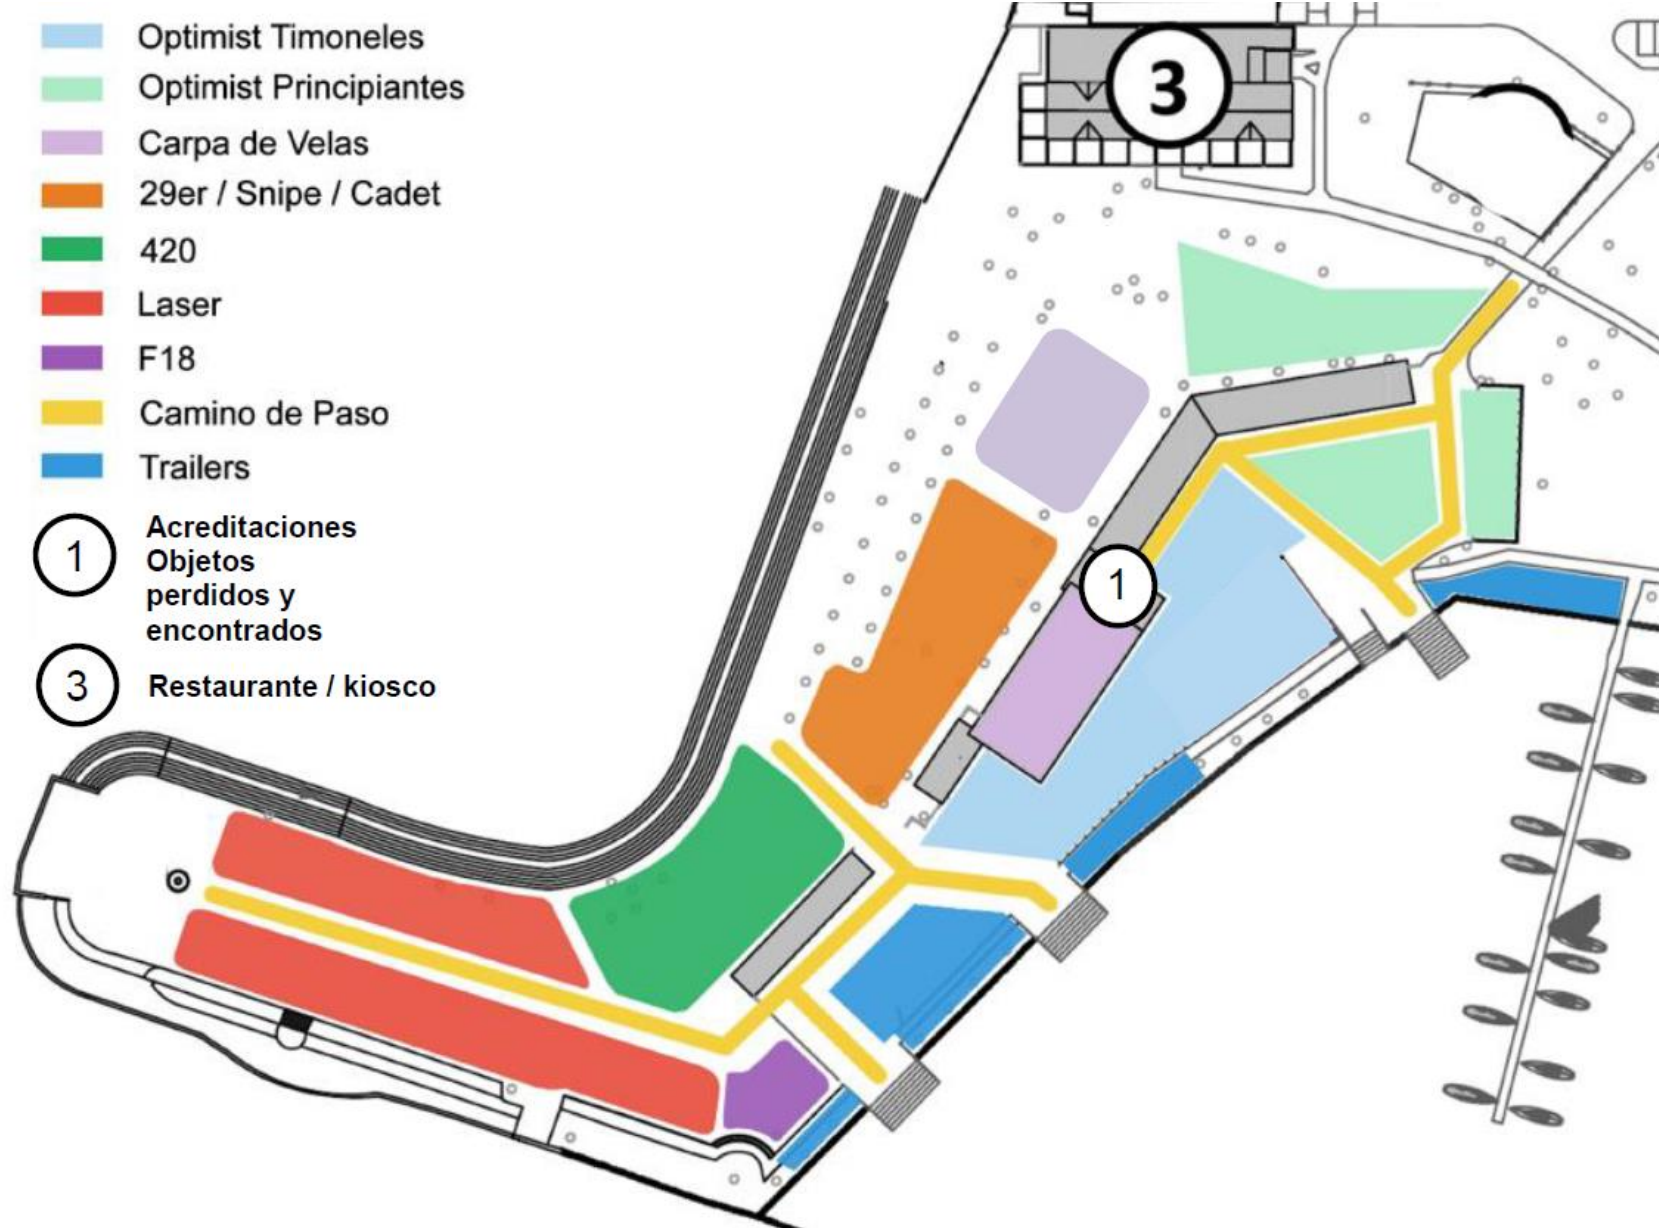 Optimist Timoneles
Optimist Principiantes
Carpa de Velas
29er / Snipe / Cadet
420
Laser
F18
Camino de Paso
Trailers
1
Acreditaciones
Objetos
perdidos y
encontrados
3
Restaurante / kiosco
3
1